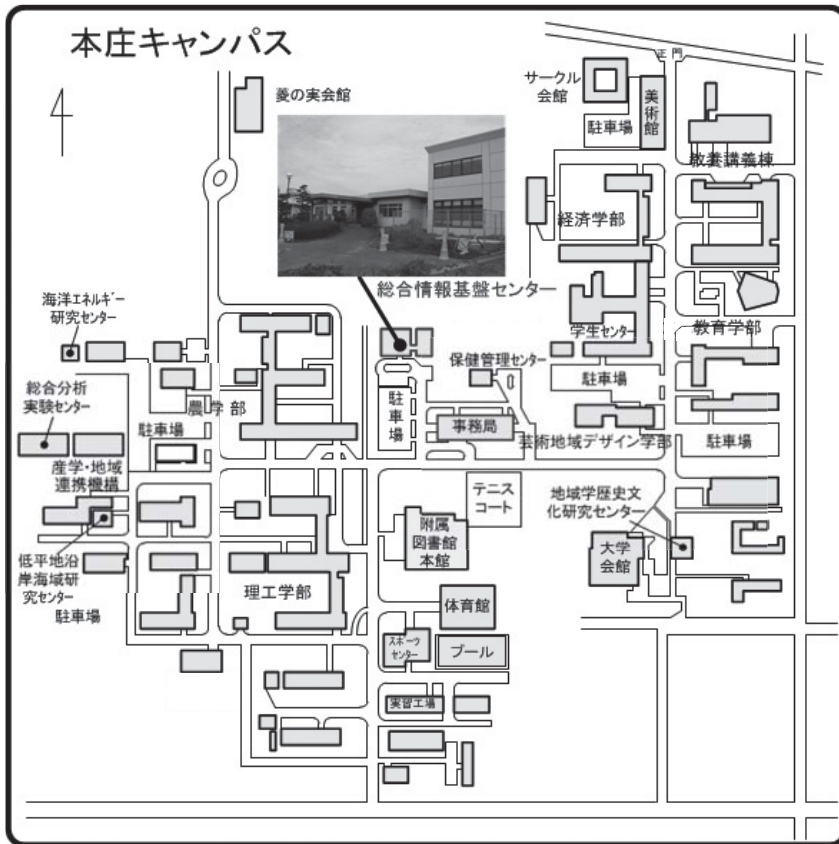 本庄キャンパス
正門
菱の実会館
サークル
会館
美術館
駐車場
教養講義棟
経済学部
総合情報基盤センター
海洋エネルギー
研究センター
学生センター
教育学部
保健管理センター
総合分析
実験センター
農学部
駐車場
駐車場
駐車場
事務局
芸術地域デザイン学部
駐車場
産学・地域
連携機構
テニス
コート
地域学歴史文
化研究センター
附属
図書館
本館
大学
会館
低平地沿
岸海域研
究センター
駐車場
理工学部
体育館
スポーツ
センター
プール
実習工場